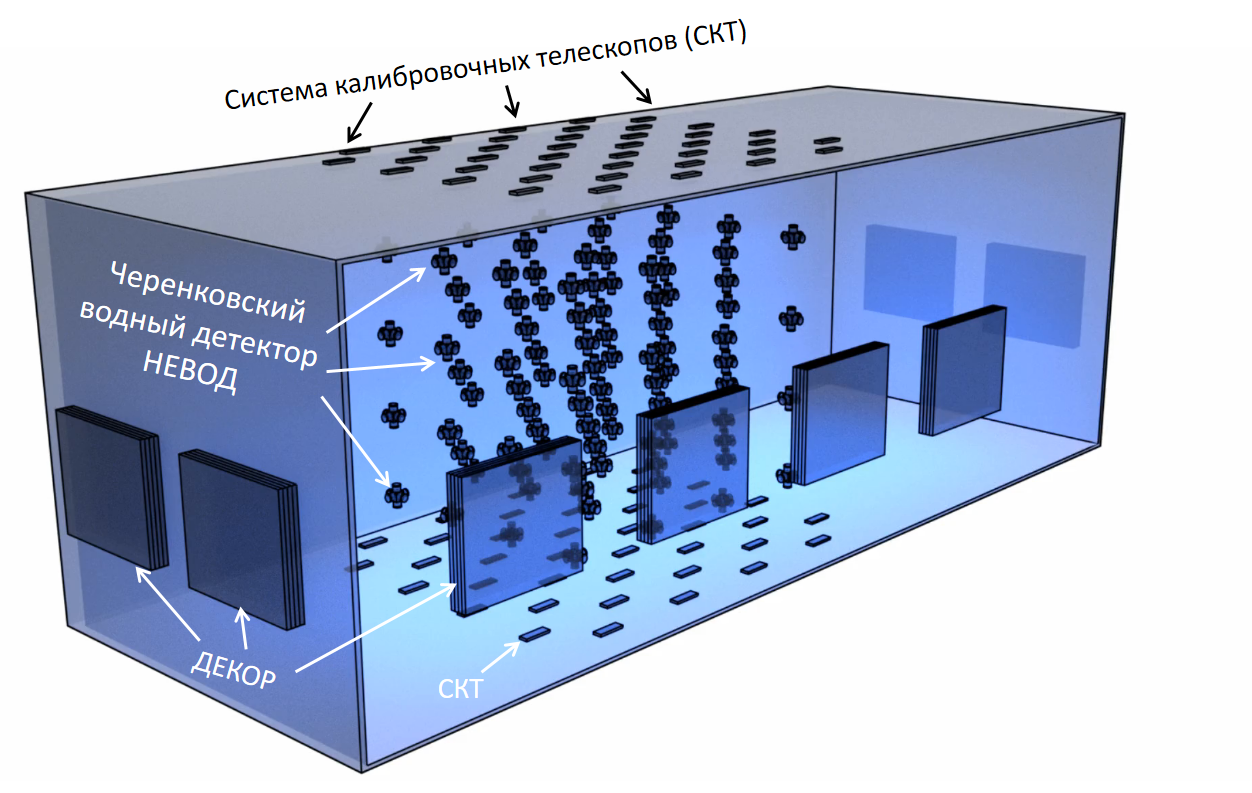 Система калибровочных телескопов (СКТ)
Черенковский
водный детектор
НЕВОД
ДЕКОР
СКТ